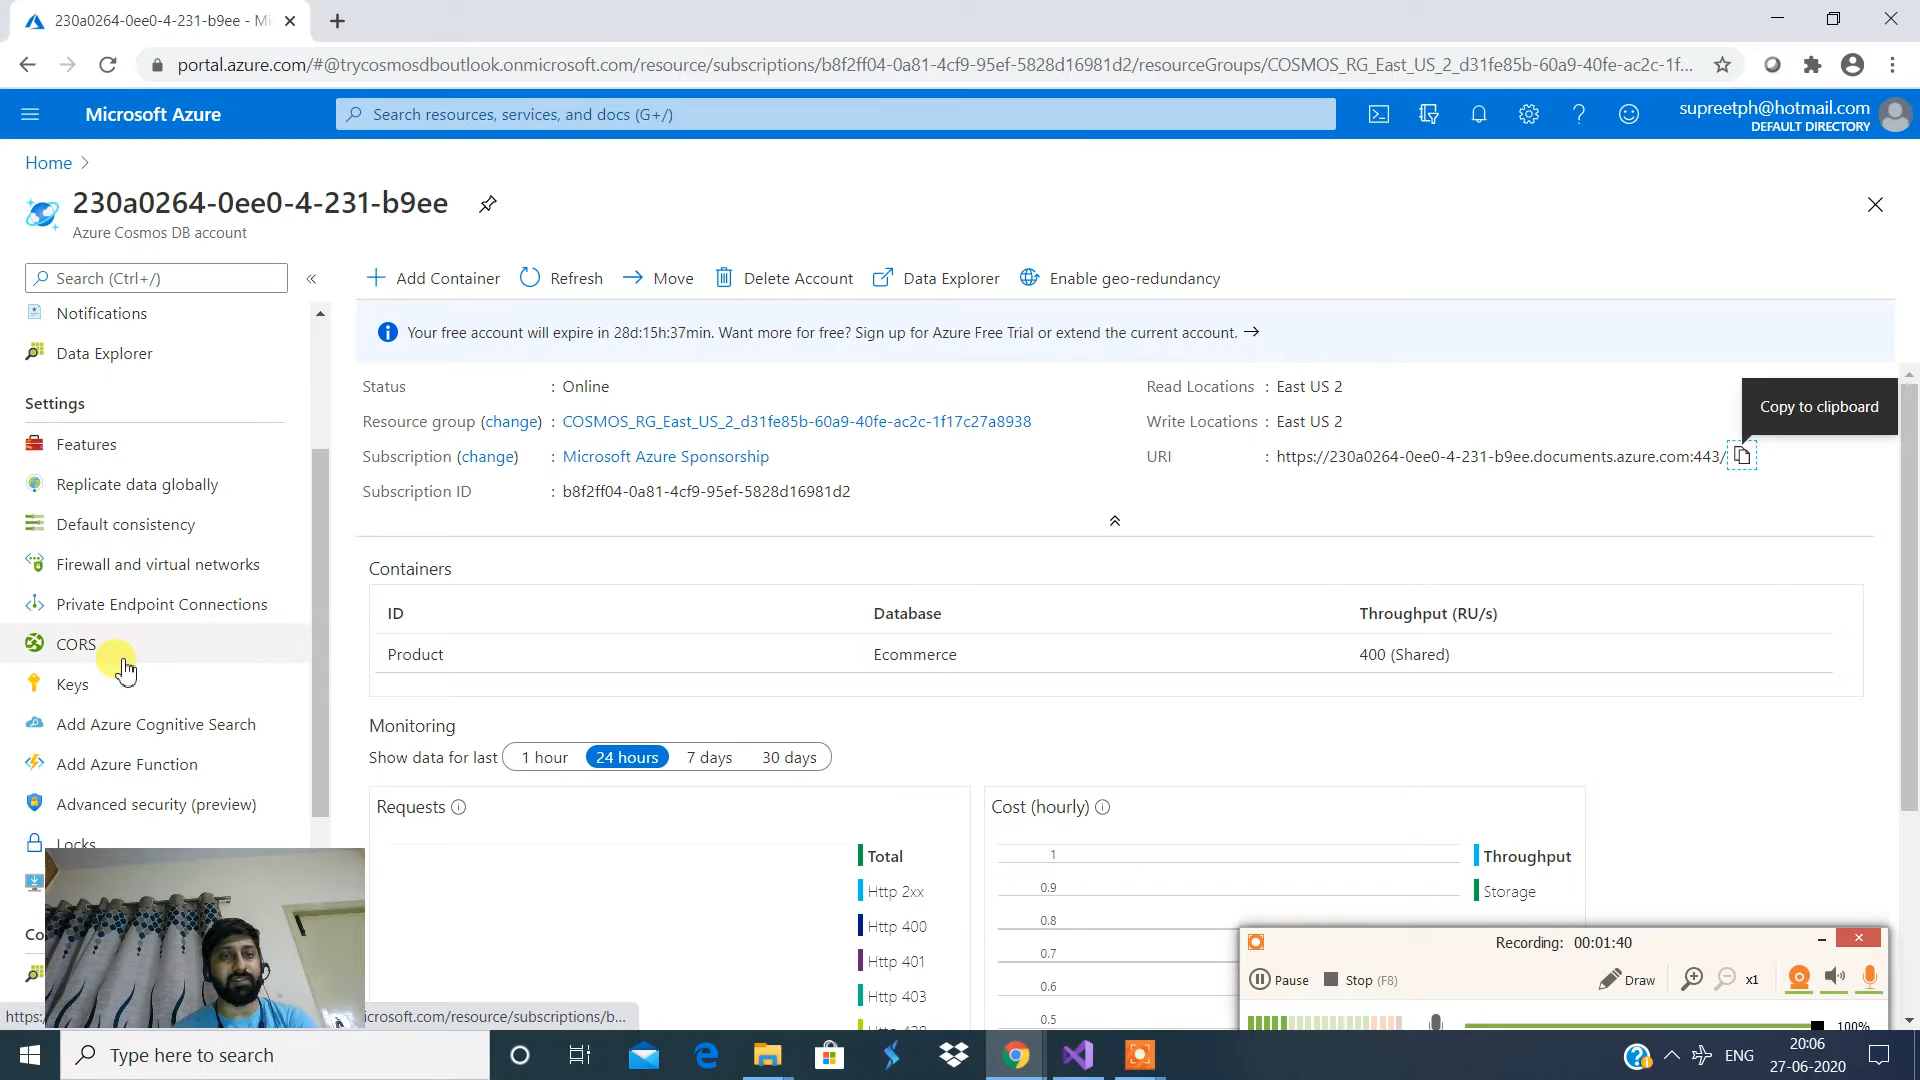 230a0264-0ee0-4-231-b9ee - Mi
portal.azure.com/#@trycosmosdboutlook.onmicrosoft.com/resource/subscriptions/b8f2ff04-0a81-4cf9-95ef-5828d16981d2/resourceGroups/COSMOS_RG_East_US_2_d31fe85b-60a9-40fe-ac2c-1f...
Microsoft Azure
Search resources, services, and docs (G+/)
supreetph@hotmail.com
DEFAULT DIRECTORY
Home
230a0264-0ee0-4-231-b9ee
Azure Cosmos DB account
Search (Ctrl+/)
Add Container
Refresh
Move
Delete Account
Data Explorer
Enable geo-redundancy
Notifications
Data Explorer
Settings
Features
Replicate data globally
Default consistency
Firewall and virtual networks
Private Endpoint Connections
CORS
Keys
Add Azure Cognitive Search
Add Azure Function
Advanced security (preview)
Locks
Co
Your free account will expire in 28d:15h:37min. Want more for free? Sign up for Azure Free Trial or extend the current account.
Status : Online
Resource group (change) : COSMOS_RG_East_US_2_d31fe85b-60a9-40fe-ac2c-1f17c27a8938
Subscription (change) : Microsoft Azure Sponsorship
Subscription ID : b8f2ff04-0a81-4cf9-95ef-5828d16981d2
Read Locations : East US 2
Write Locations : East US 2
URI : https://230a0264-0ee0-4-231-b9ee.documents.azure.com:443/
Copy to clipboard
Containers
ID Database Throughput (RU/s)
Product Ecommerce 400 (Shared)
Monitoring
Show data for last 1 hour 24 hours 7 days 30 days
Requests
Total
Http 2xx
Http 400
Http 401
Http 403
Cost (hourly)
1
0.9
0.8
0.7
0.6
0.5
Throughput
Storage
Recording: 00:01:40
Pause
Stop (F8)
Draw
x1
100%
https:
icrosoft.com/resource/subscriptions/b...
Type here to search
ENG
20:06
27-06-2020